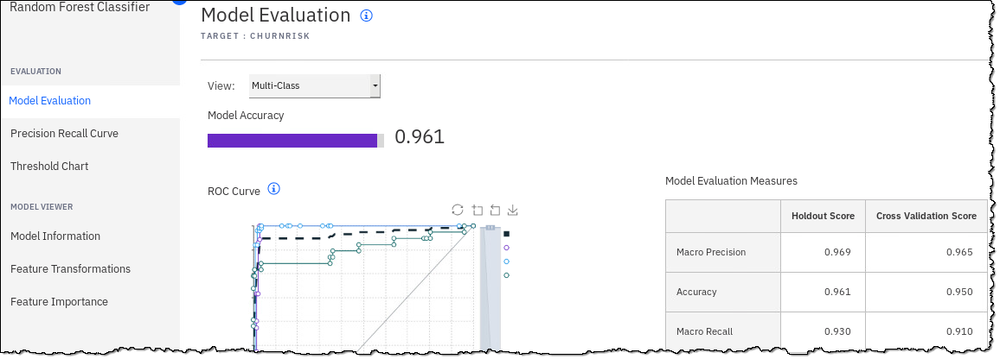 Random Forest Classifier
EVALUATION
Model Evaluation
Precision Recall Curve
Threshold Chart
MODEL VIEWER
Model Information
Feature Transformations
Feature Importance
Model Evaluation
TARGET : CHURNRISK
View: Multi-Class
Model Accuracy
0.961
ROC Curve
Model Evaluation Measures
Holdout Score Cross Validation Score
Macro Precision 0.969 0.965
Accuracy 0.961 0.950
Macro Recall 0.930 0.910